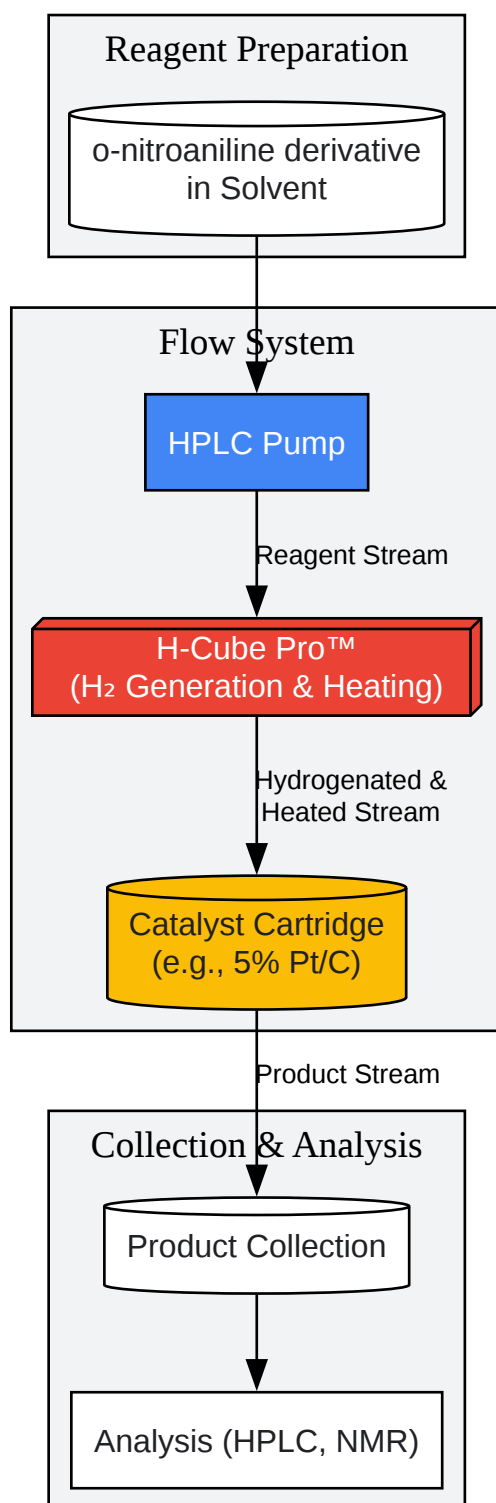 Reagent Preparation
o-nitroaniline derivative
in Solvent
Flow System
HPLC Pump
Reagent Stream
H-Cube Pro™
(H₂ Generation & Heating)
Hydrogenated &
Heated Stream
Catalyst Cartridge
(e.g., 5% Pt/C)
Product Stream
Collection & Analysis
Product Collection
Analysis (HPLC, NMR)